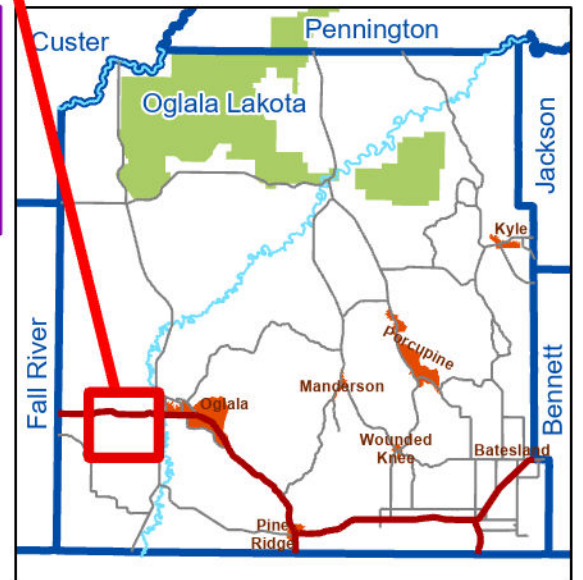 Custer
Pennington
Oglala Lakota
Jackson
Kyle
Porcupine
Fall River
Manderson
Oglala
Bennett
Wounded
Knee
Batesland
Pine
Ridge